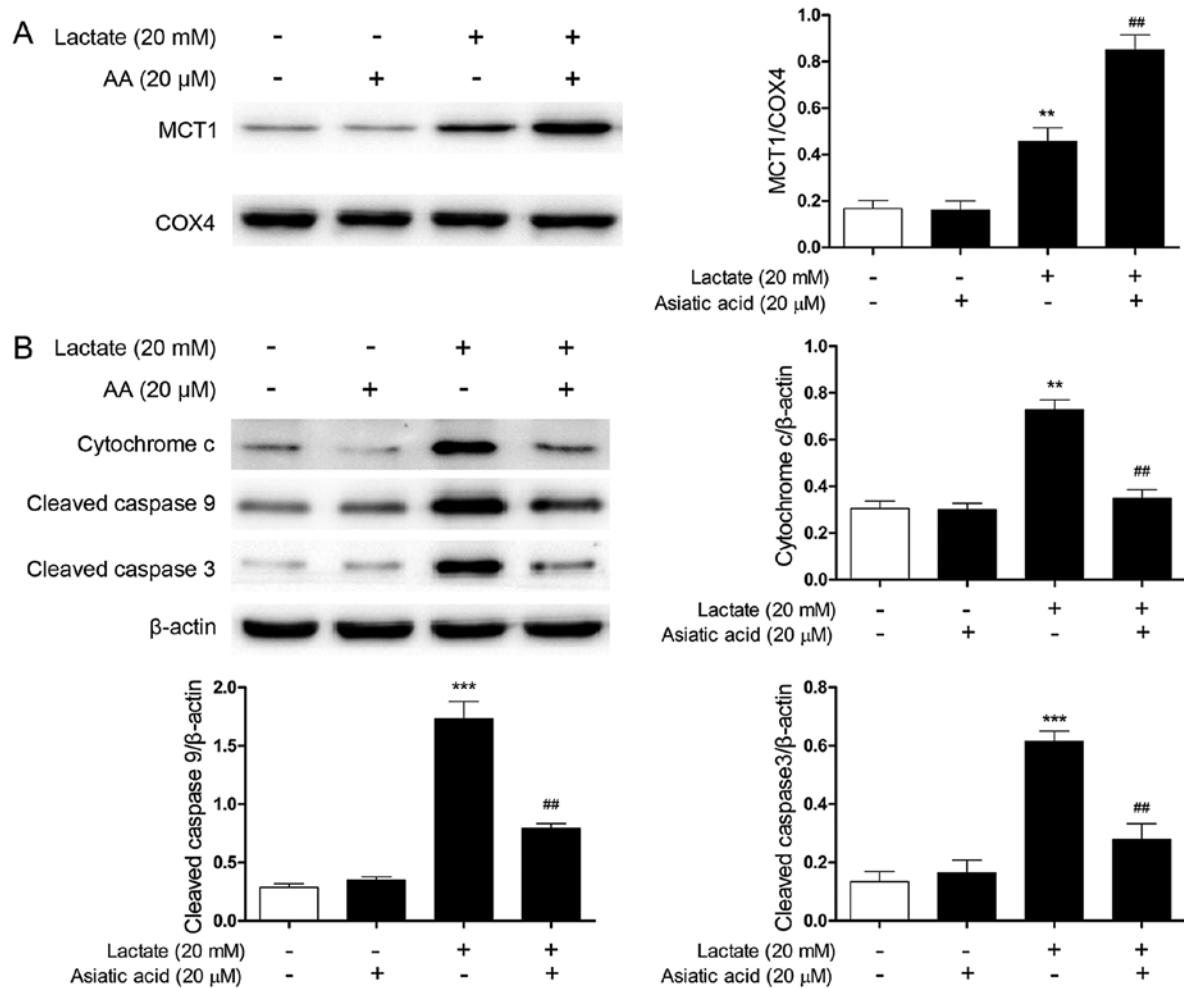 A
Lactate (20 mM) - - + +
AA (20 µM) - + - +
MCT1
COX4
MCT1/COX4
1.0
0.8
0.6
0.4
0.2
0.0
**
##
Lactate (20 mM) - - + +
Asiatic acid (20 µM) - + - +
B
Lactate (20 mM) - - + +
AA (20 µM) - + - +
Cytochrome c
Cleaved caspase 9
Cleaved caspase 3
β-actin
Cytochrome c/β-actin
1.0
0.8
0.6
0.4
0.2
0.0
**
##
Lactate (20 mM) - - + +
Asiatic acid (20 µM) - + - +
Cleaved caspase 9/β-actin
2.0
1.5
1.0
0.5
0.0
***
##
Lactate (20 mM) - - + +
Asiatic acid (20 µM) - + - +
Cleaved caspase3/β-actin
0.8
0.6
0.4
0.2
0.0
***
##
Lactate (20 mM) - - + +
Asiatic acid (20 µM) - + - +